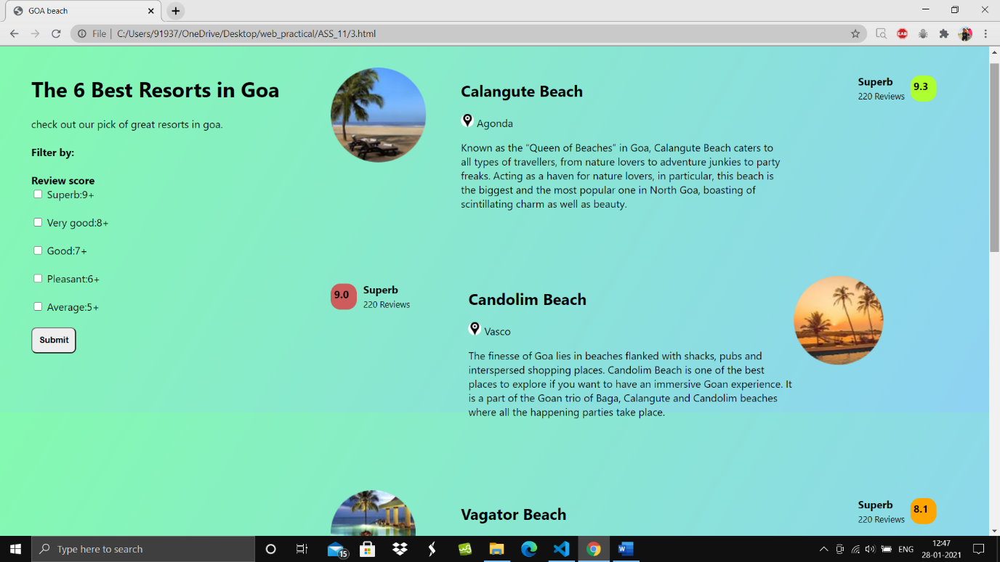 GOA beach
File | C:/Users/91937/OneDrive/Desktop/web_practical/ASS_11/3.html
The 6 Best Resorts in Goa
check out our pick of great resorts in goa.
Filter by:
Review score
Superb:9+
Very good:8+
Good:7+
Pleasant:6+
Average:5+
Submit
Calangute Beach
Agonda
Known as the “Queen of Beaches” in Goa, Calangute Beach caters to
all types of travellers, from nature lovers to adventure junkies to party
freaks. Acting as a haven for nature lovers, in particular, this beach is
the biggest and the most popular one in North Goa, boasting of
scintillating charm as well as beauty.
Superb
220 Reviews
9.3
9.0
Superb
220 Reviews
Candolim Beach
Vasco
The finesse of Goa lies in beaches flanked with shacks, pubs and
interspersed shopping places. Candolim Beach is one of the best
places to explore if you want to have an immersive Goan experience. It
is a part of the Goan trio of Baga, Calangute and Candolim beaches
where all the happening parties take place.
Vagator Beach
Superb
220 Reviews
8.1
Type here to search
15
ENG
12:47
28-01-2021